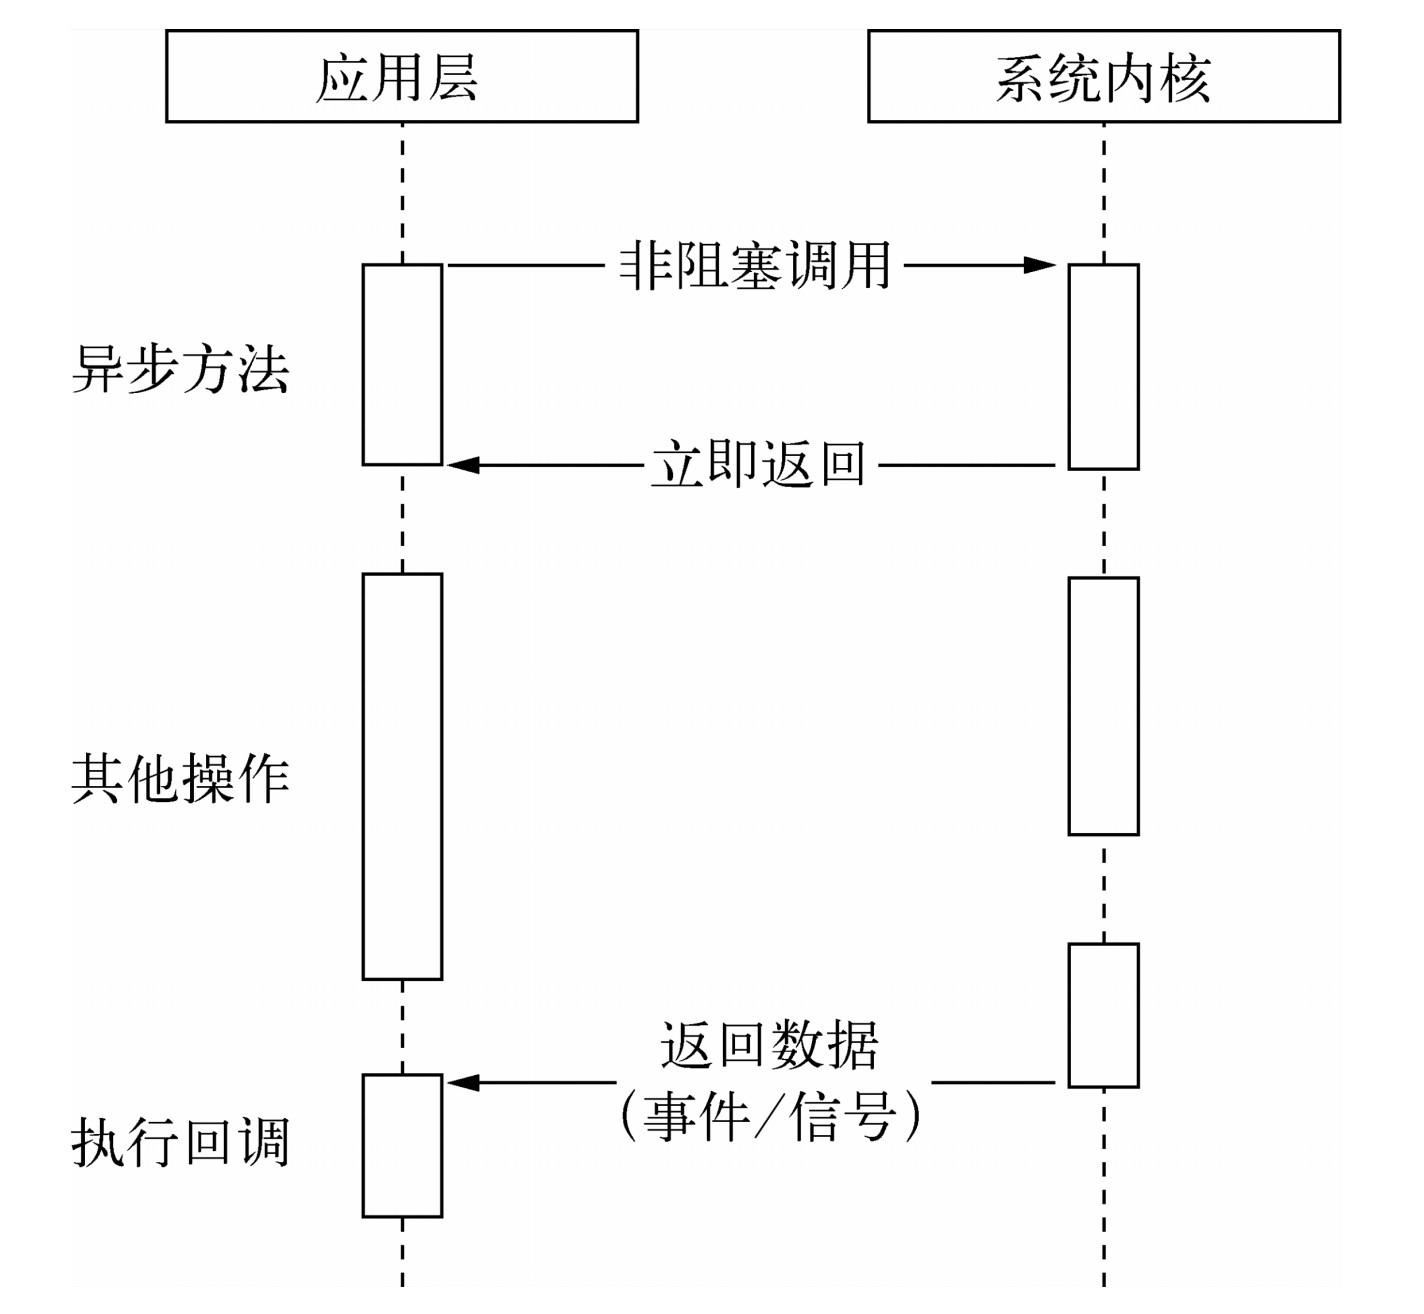 应用层
系统内核
非阻塞调用
异步方法
立即返回
其他操作
返回数据
(事件/信号)
执行回调